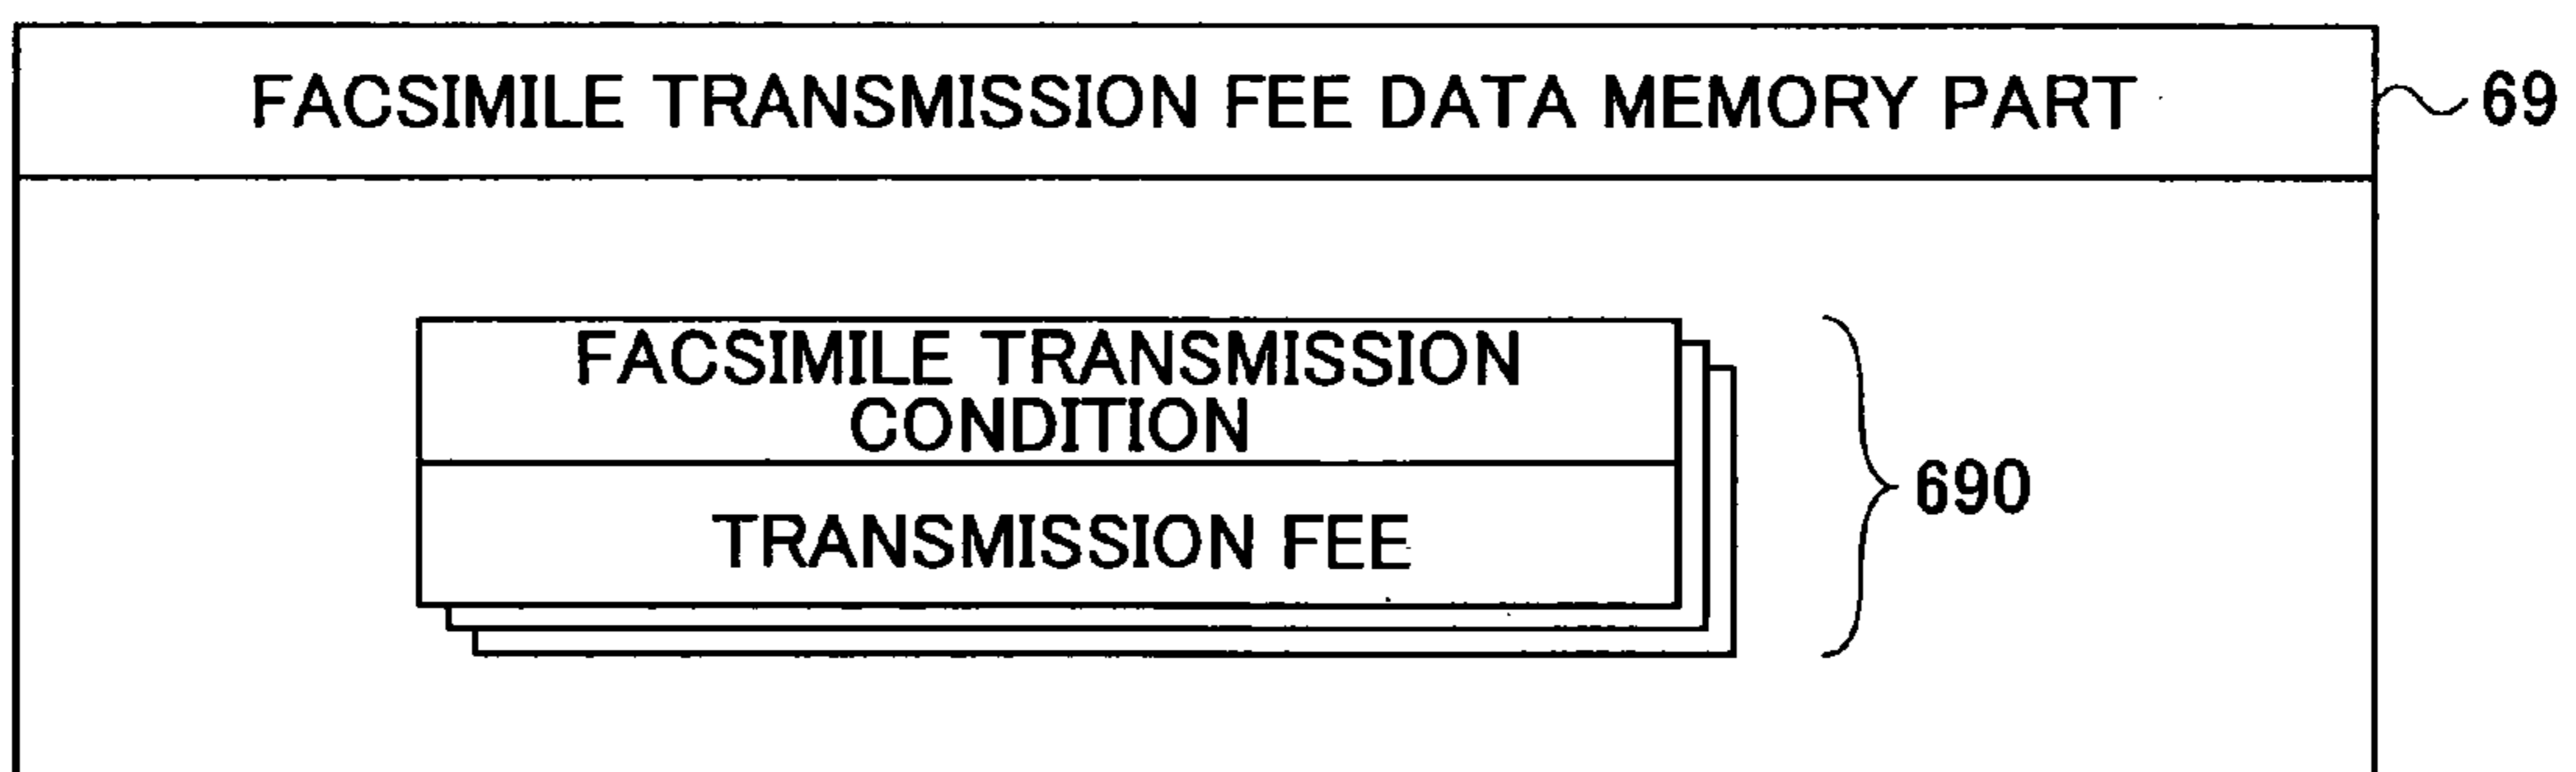 FACSIMILE TRANSMISSION FEE DATA MEMORY PART
69
FACSIMILE TRANSMISSION
CONDITION
TRANSMISSION FEE
690